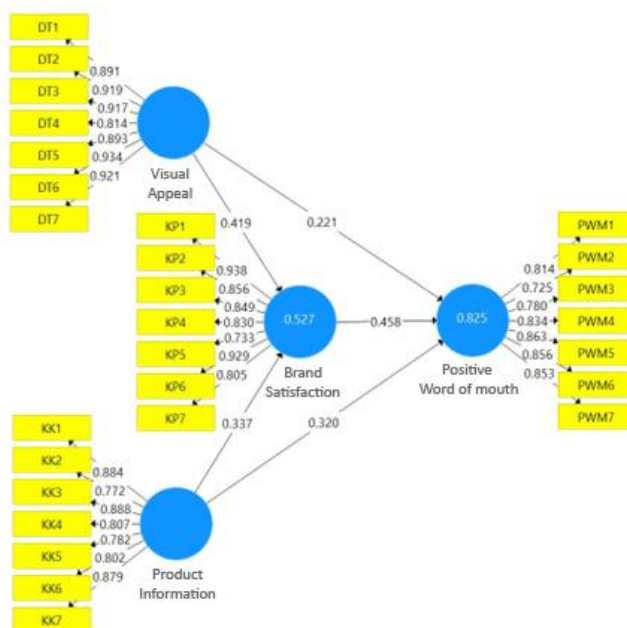 DT1
DT2
DT3
DT4
DT5
DT6
DT7
0.891
0.919
0.917
0.814
0.893
0.934
0.921
Visual
Appeal
0.419
0.221
KP1
KP2
KP3
KP4
KP5
KP6
KP7
0.938
0.856
0.849
0.830
0.733
0.929
0.805
0.527
Brand
Satisfaction
0.458
0.825
Positive
Word of mouth
0.814
0.725
0.780
0.834
0.863
0.856
0.853
PWM1
PWM2
PWM3
PWM4
PWM5
PWM6
PWM7
0.337
0.320
KK1
KK2
KK3
KK4
KK5
KK6
KK7
0.884
0.772
0.888
0.807
0.782
0.802
0.879
Product
Information